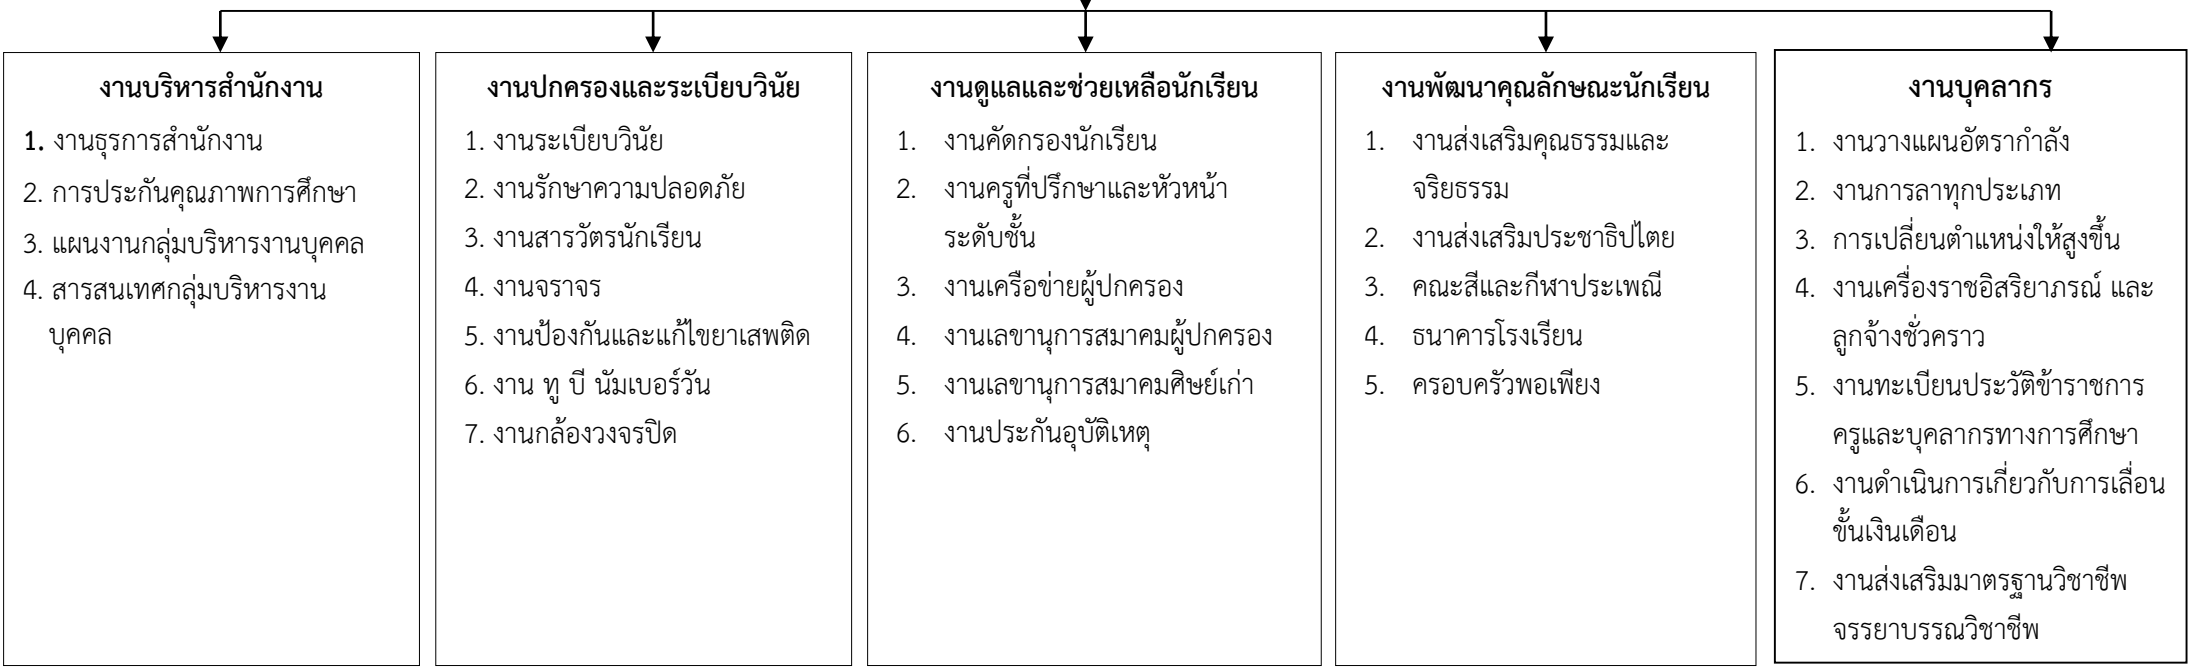 งานบริหารสำนักงาน
1. งานธุรการสำนักงาน
2. การประกันคุณภาพการศึกษา
3. แผนงานกลุ่มบริหารงานบุคคล
4. สารสนเทศกลุ่มบริหารงาน
บุคคล
งานปกครองและระเบียบวินัย
1. งานระเบียบวินัย
2. งานรักษาความปลอดภัย
3. งานสารวัตรนักเรียน
4. งานจราจร
5. งานป้องกันและแก้ไขยาเสพติด
6. งาน ทู บี นัมเบอร์วัน
7. งานกล้องวงจรปิด
งานดูแลและช่วยเหลือนักเรียน
1. งานคัดกรองนักเรียน
2. งานครูที่ปรึกษาและหัวหน้า
ระดับชั้น
3. งานเครือข่ายผู้ปกครอง
4. งานเลขานุการสมาคมผู้ปกครอง
5. งานเลขานุการสมาคมศิษย์เก่า
6. งานประกันอุบัติเหตุ
งานพัฒนาคุณลักษณะนักเรียน
1. งานส่งเสริมคุณธรรมและ
จริยธรรม
2. งานส่งเสริมประชาธิปไตย
3. คณะสีและกีฬาประเพณี
4. ธนาคารโรงเรียน
5. ครอบครัวพอเพียง
งานบุคลากร
1. งานวางแผนอัตรากำลัง
2. งานการลาทุกประเภท
3. การเปลี่ยนตำแหน่งให้สูงขึ้น
4. งานเครื่องราชอิสริยาภรณ์ และ
ลูกจ้างชั่วคราว
5. งานทะเบียนประวัติข้าราชการ
ครูและบุคลากรทางการศึกษา
6. งานดำเนินการเกี่ยวกับการเลื่อน
ขั้นเงินเดือน
7. งานส่งเสริมมาตรฐานวิชาชีพ
จรรยาบรรณวิชาชีพ